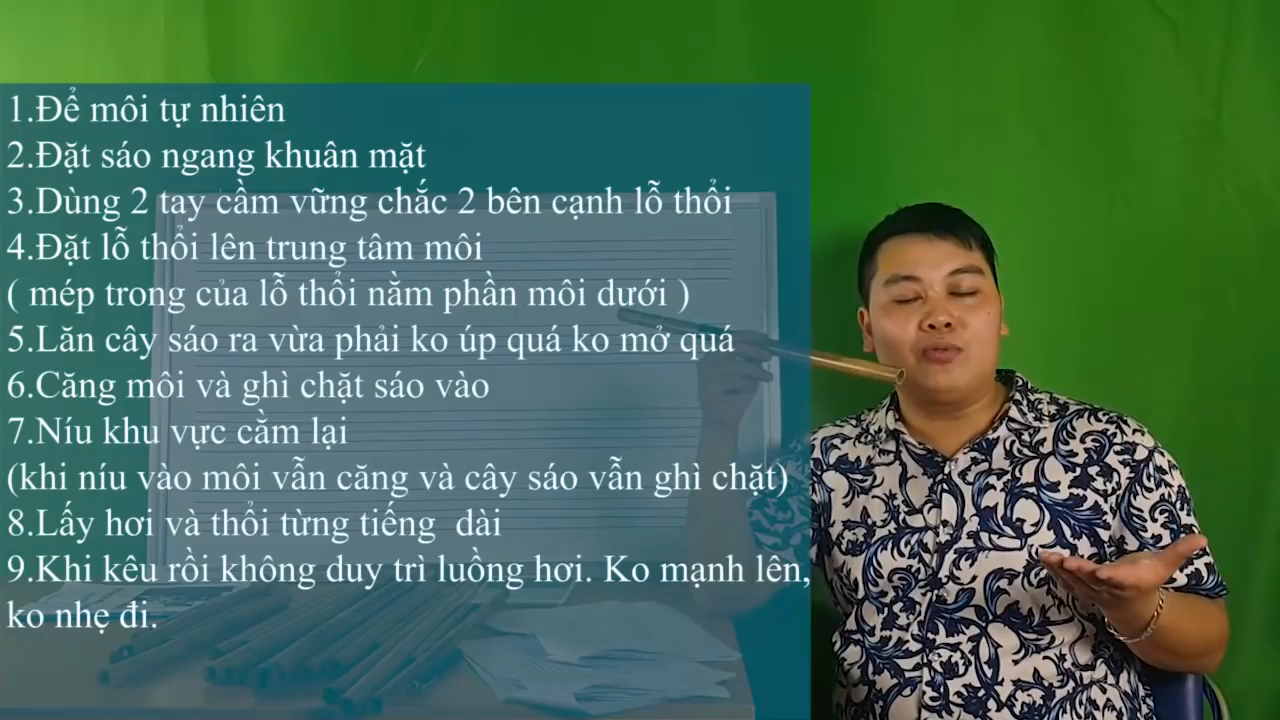 1.Để môi tự nhiên
2.Đặt sáo ngang khuân mặt
3.Dùng 2 tay cầm vững chắc 2 bên cạnh lỗ thổi
4.Đặt lỗ thổi lên trung tâm môi
( mép trong của lỗ thổi nằm phần môi dưới )
5.Lăn cây sáo ra vừa phải ko úp quá ko mở quá
6.Căng môi và ghì chặt sáo vào
7.Níu khu vực cằm lại
(khi níu vào môi vẫn căng và cây sáo vẫn ghì chặt)
8.Lấy hơi và thổi từng tiếng  dài
9.Khi kêu rồi không duy trì luồng hơi. Ko mạnh lên,
ko nhẹ đi.